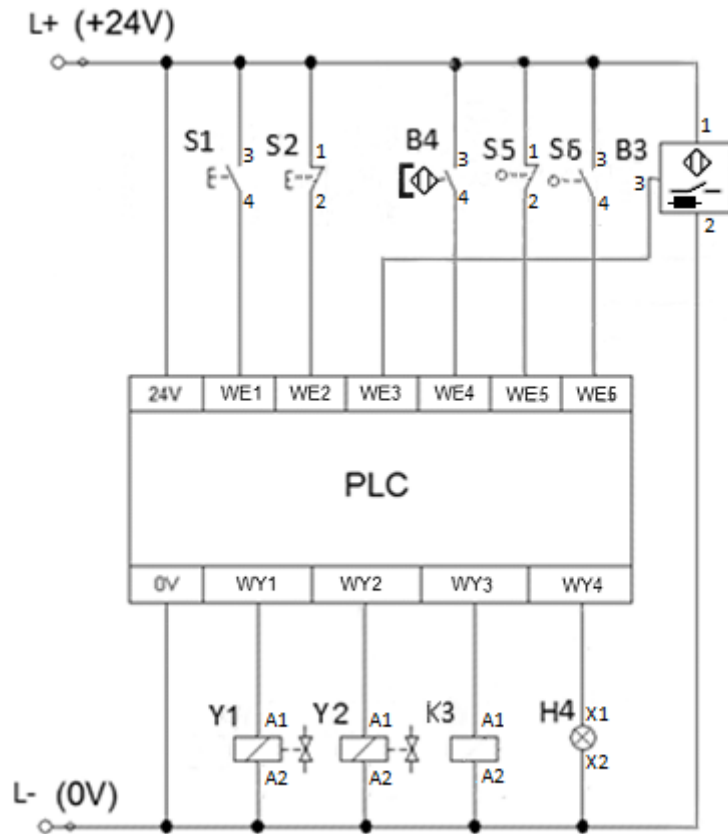 L+ (+24V)
S1 3 4
S2 1 2
B4 3 4
S5 1 2
S6 3 4
B3 1 3 2
24V WE1 WE2 WE3 WE4 WE5 WE6
PLC
0V WY1 WY2 WY3 WY4
Y1 A1 A2
Y2 A1 A2
K3 A1 A2
H4 X1 X2
L- (0V)